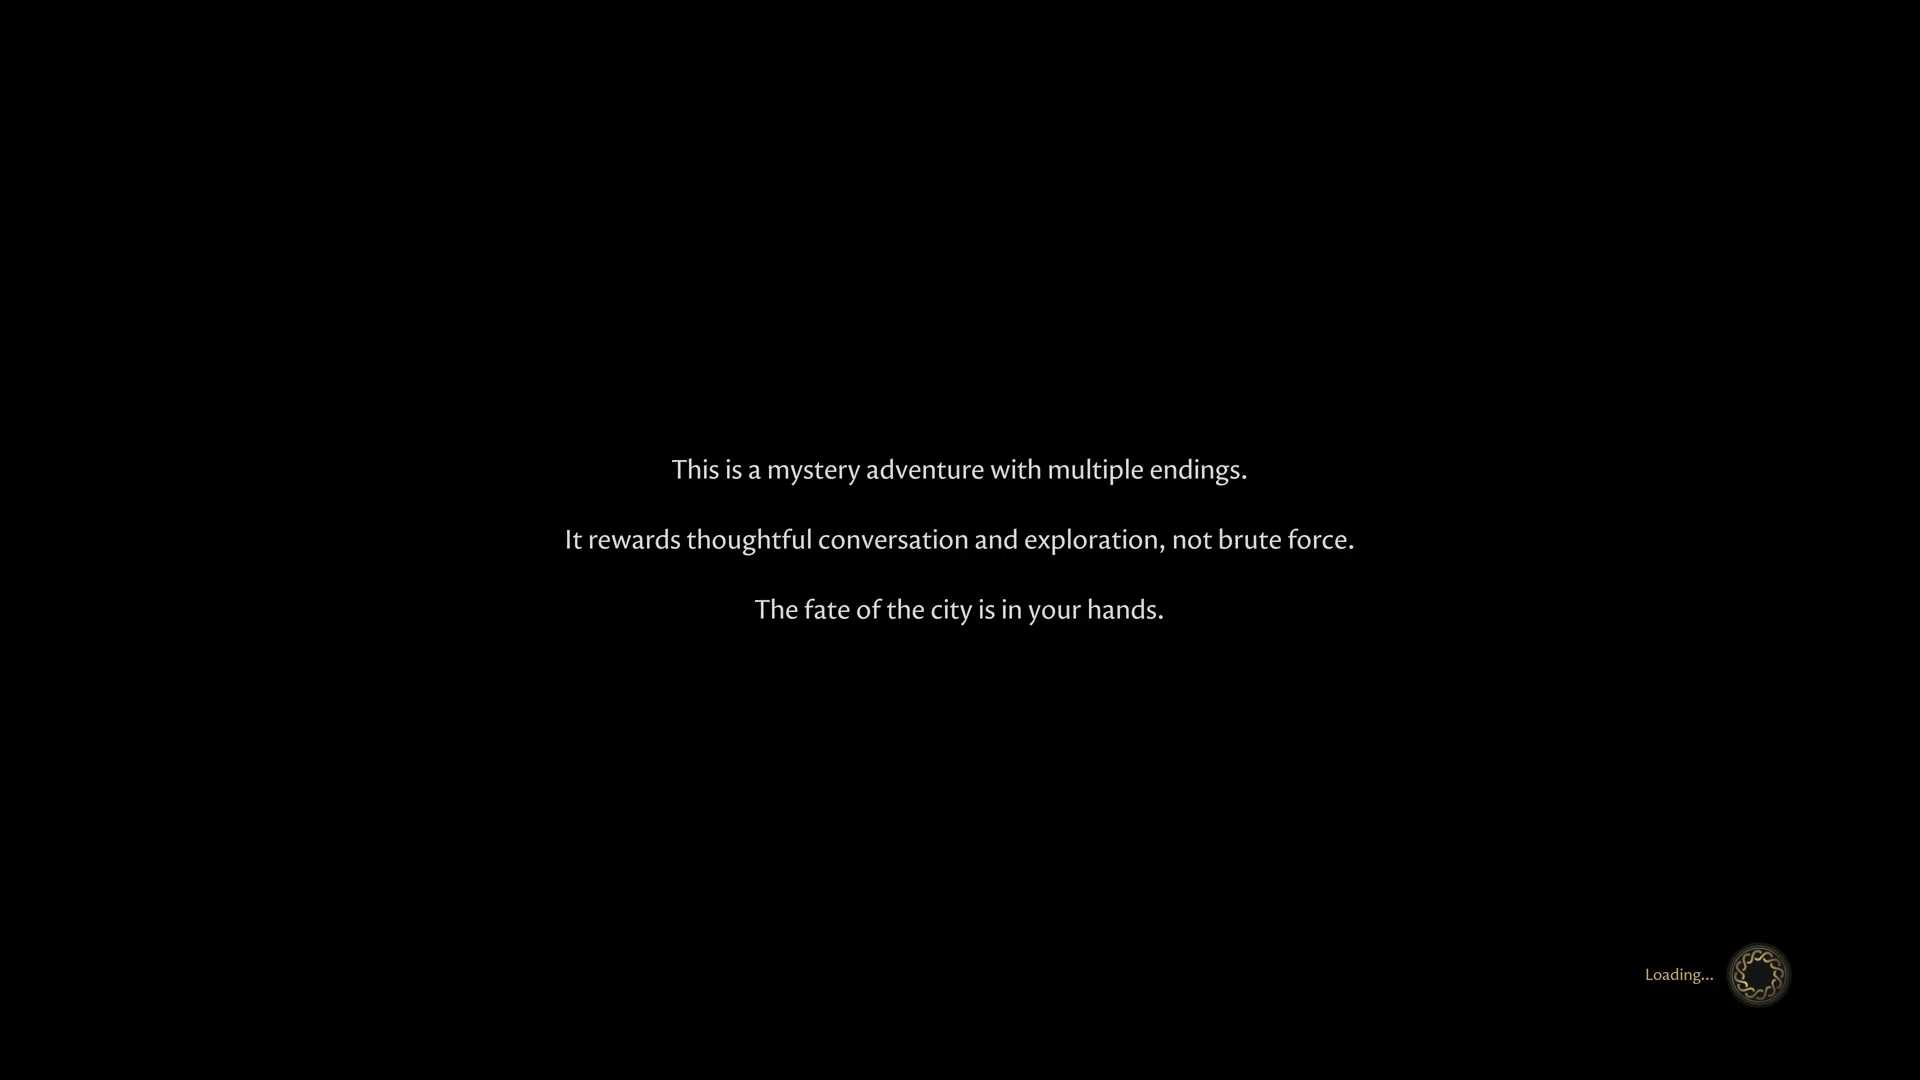 This is a mystery adventure with multiple endings.
It rewards thoughtful conversation and exploration, not brute force.
The fate of the city is in your hands.
Loading...